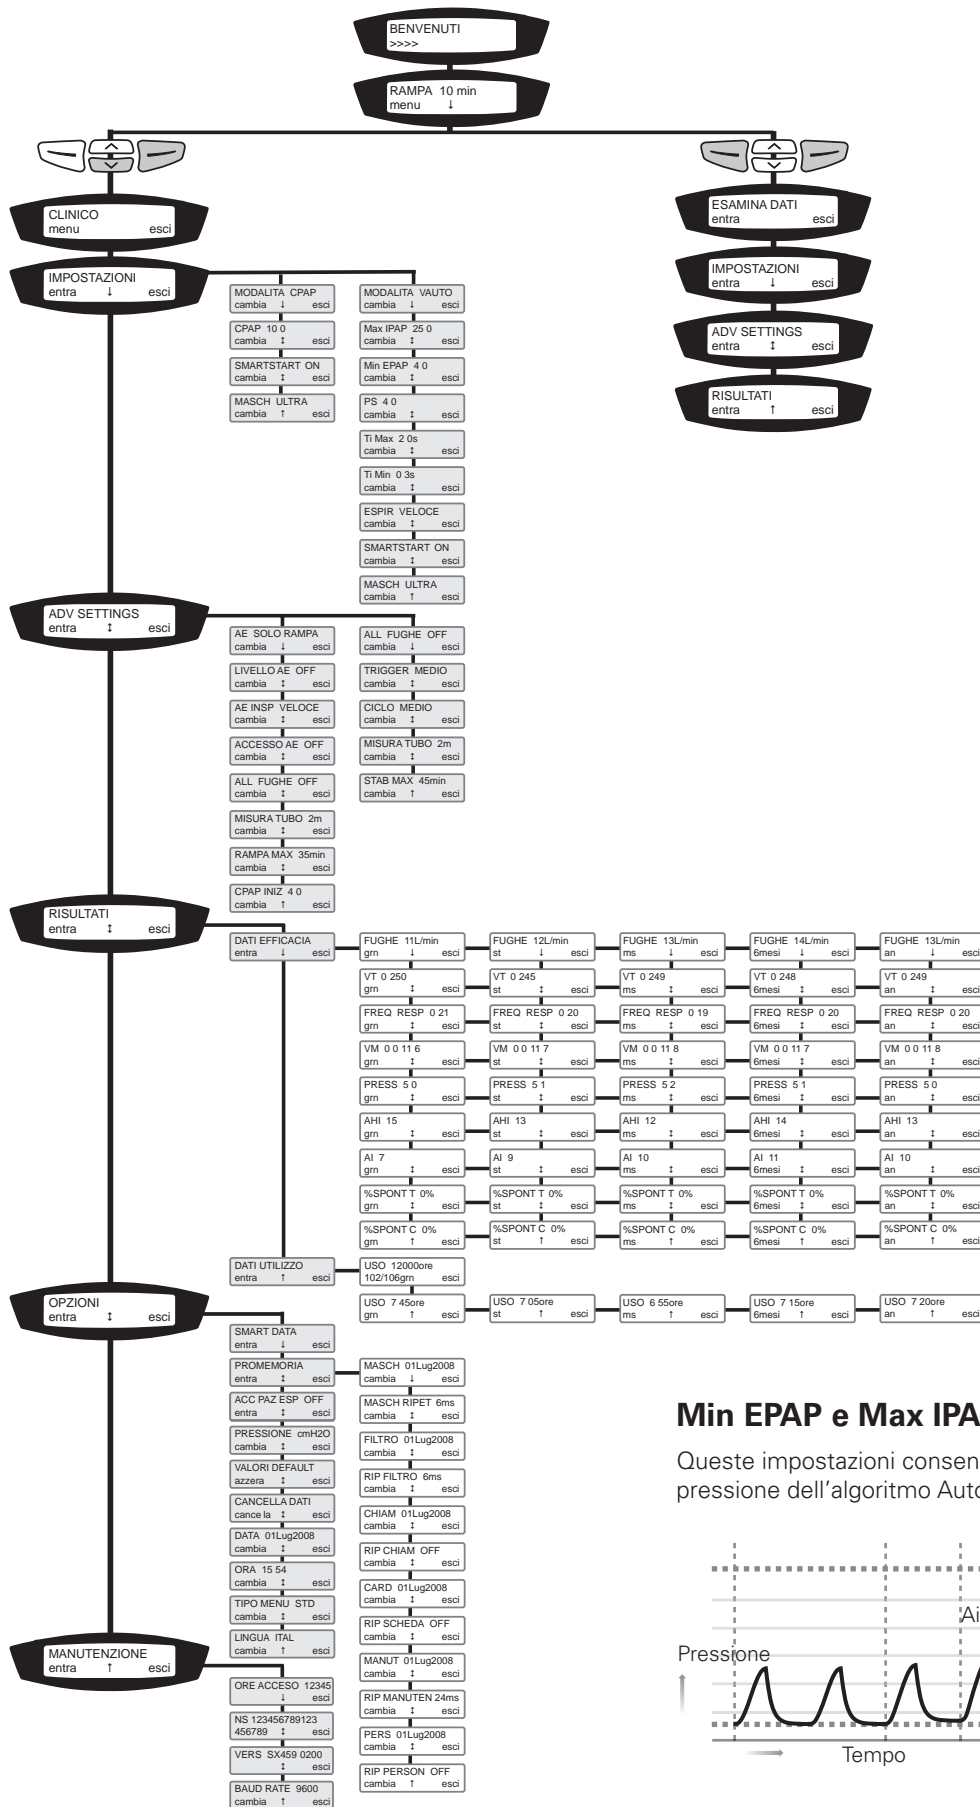 BENVENUTI
>>>>
RAMPA 10 min
menu ↓
CLINICO
menu esci
IMPOSTAZIONI
entra ↓ esci
MODALITA CPAP
cambia ↓ esci
CPAP 10 0
cambia ↕ esci
SMARTSTART ON
cambia ↕ esci
MASCH ULTRA
cambia ↑ esci
MODALITA VAUTO
cambia ↓ esci
Max IPAP 25 0
cambia ↕ esci
Min EPAP 4 0
cambia ↕ esci
PS 4 0
cambia ↕ esci
Ti Max 2 0s
cambia ↕ esci
Ti Min 0 3s
cambia ↕ esci
ESPIR VELOCE
cambia ↕ esci
SMARTSTART ON
cambia ↕ esci
MASCH ULTRA
cambia ↑ esci
ESAMINA DATI
entra esci
IMPOSTAZIONI
entra ↓ esci
ADV SETTINGS
entra ↕ esci
RISULTATI
entra ↑ esci
ADV SETTINGS
entra ↕ esci
AE SOLO RAMPA
cambia ↓ esci
LIVELLO AE OFF
cambia ↕ esci
AE INSP VELOCE
cambia ↕ esci
ACCESSO AE OFF
cambia ↕ esci
ALL FUGHE OFF
cambia ↕ esci
MISURA TUBO 2m
cambia ↕ esci
RAMPA MAX 35min
cambia ↕ esci
CPAP INIZ 4 0
cambia ↑ esci
ALL FUGHE OFF
cambia ↓ esci
TRIGGER MEDIO
cambia ↕ esci
CICLO MEDIO
cambia ↕ esci
MISURA TUBO 2m
cambia ↕ esci
STAB MAX 45min
cambia ↑ esci
RISULTATI
entra ↕ esci
DATI EFFICACIA
entra ↓ esci
FUGHE 11L/min FUGHE 12L/min FUGHE 13L/min FUGHE 14L/min FUGHE 13L/min
grn ↓ esci st ↓ esci ms ↓ esci 6mesi ↓ esci an ↓ esci
VT 0 250 VT 0 245 VT 0 249 VT 0 248 VT 0 249
grn ↕ esci st ↕ esci ms ↕ esci 6mesi ↕ esci an ↕ esci
FREQ RESP 0 21 FREQ RESP 0 20 FREQ RESP 0 19 FREQ RESP 0 20 FREQ RESP 0 20
grn ↕ esci st ↕ esci ms ↕ esci 6mesi ↕ esci an ↕ esci
VM 0 0 11 6 VM 0 0 11 7 VM 0 0 11 8 VM 0 0 11 7 VM 0 0 11 8
grn ↕ esci st ↕ esci ms ↕ esci 6mesi ↕ esci an ↕ esci
PRESS 5 0 PRESS 5 1 PRESS 5 2 PRESS 5 1 PRESS 5 0
grn ↕ esci st ↕ esci ms ↕ esci 6mesi ↕ esci an ↕ esci
AHI 15 AHI 13 AHI 12 AHI 14 AHI 13
grn ↕ esci st ↕ esci ms ↕ esci 6mesi ↕ esci an ↕ esci
AI 7 AI 9 AI 10 AI 11 AI 10
grn ↕ esci st ↕ esci ms ↕ esci 6mesi ↕ esci an ↕ esci
%SPONT T 0% %SPONT T 0% %SPONT T 0% %SPONT T 0% %SPONT T 0%
grn ↕ esci st ↕ esci ms ↕ esci 6mesi ↕ esci an ↕ esci
%SPONT C 0% %SPONT C 0% %SPONT C 0% %SPONT C 0% %SPONT C 0%
grn ↑ esci st ↑ esci ms ↑ esci 6mesi ↑ esci an ↑ esci
DATI UTILIZZO
entra ↑ esci
USO 12000ore
102/106grn esci
USO 7 45ore USO 7 05ore USO 6 55ore USO 7 15ore USO 7 20ore
grn ↑ esci st ↑ esci ms ↑ esci 6mesi ↑ esci an ↑ esci
OPZIONI
entra ↕ esci
SMART DATA
entra ↓ esci
PROMEMORIA
entra ↕ esci
ACC PAZ ESP OFF
entra ↕ esci
PRESSIONE cmH2O
cambia ↕ esci
VALORI DEFAULT
azzera ↕ esci
CANCELLA DATI
cance la ↕ esci
DATA 01Lug2008
cambia ↕ esci
ORA 15 54
cambia ↕ esci
TIPO MENU STD
cambia ↕ esci
LINGUA ITAL
cambia ↑ esci
MASCH 01Lug2008
cambia ↓ esci
MASCH RIPET 6ms
cambia ↕ esci
FILTRO 01Lug2008
cambia ↕ esci
RIP FILTRO 6ms
cambia ↕ esci
CHIAM 01Lug2008
cambia ↕ esci
RIP CHIAM OFF
cambia ↕ esci
CARD 01Lug2008
cambia ↕ esci
RIP SCHEDA OFF
cambia ↕ esci
MANUT 01Lug2008
cambia ↕ esci
RIP MANUTEN 24ms
cambia ↕ esci
PERS 01Lug2008
cambia ↕ esci
RIP PERSON OFF
cambia ↑ esci
MANUTENZIONE
entra ↑ esci
ORE ACCESO 12345
↓ esci
NS 123456789123
456789 ↕ esci
VERS SX459 0200
↕ esci
BAUD RATE 9600
cambia ↑ esci
Min EPAP e Max IPA
Queste impostazioni consen
pressione dell'algoritmo Auto
Ai
Pressione
Tempo